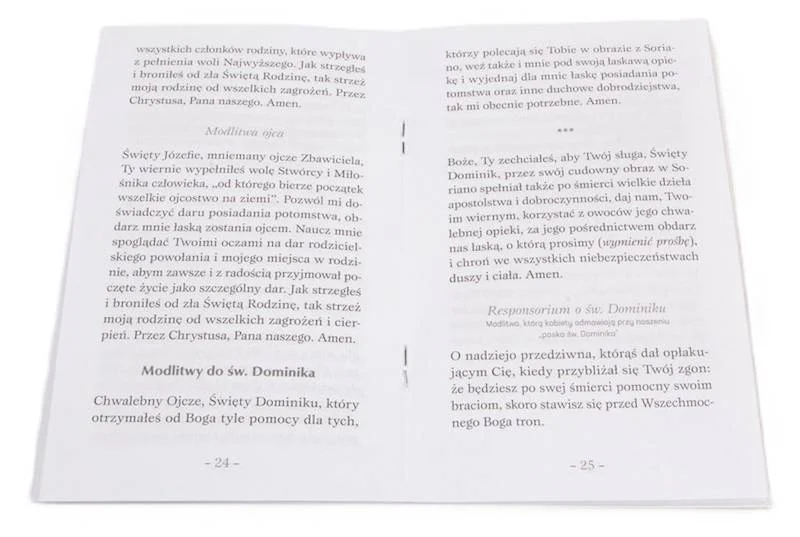 wszystkich członków rodziny, które wypływa
z pełnienia woli Najwyższego. Jak strzegłeś
i broniłeś od zła Świętą Rodzinę, tak strzeż
moją rodzinę od wszelkich zagrożeń. Przez
Chrystusa, Pana naszego. Amen.
Modlitwa ojca
Święty Józefie, mniemany ojcze Zbawiciela,
Ty wiernie wypełniłeś wolę Stwórcy i Miło-
śnika człowieka, „od którego bierze początek
wszelkie ojcostwo na ziemi”. Pozwól mi do-
świadczyć daru posiadania potomstwa, ob-
darz mnie łaską zostania ojcem. Naucz mnie
spoglądać Twoimi oczami na dar rodziciel-
skiego powołania i mojego miejsca w rodzi-
nie, abym zawsze i z radością przyjmował po-
częte życie jako szczególny dar. Jak strzegłeś
i broniłeś od zła Świętą Rodzinę, tak strzeż
moją rodzinę od wszelkich zagrożeń i cier-
pień. Przez Chrystusa, Pana naszego. Amen.
Modlitwy do św. Dominika
Chwalebny Ojcze, Święty Dominiku, który
otrzymałeś od Boga tyle pomocy dla tych,
– 24 –
którzy polecają się Tobie w obrazie z Soria-
no, weź także i mnie pod swoją łaskawą opie-
kę i wyjednaj dla mnie łaskę posiadania po-
tomstwa oraz inne duchowe dobrodziejstwa,
tak mi obecnie potrzebne. Amen.
***
Boże, Ty zechciałeś, aby Twój sługa, Święty
Dominik, przez swój cudowny obraz w So-
riano spełniał także po śmierci wielkie dzieła
apostolstwa i dobroczynności, daj nam, Two-
im wiernym, korzystać z owoców jego chwa-
lebnej opieki, za jego pośrednictwem obdarz
nas łaską, o którą prosimy (wymienić prośbę),
i chroń we wszystkich niebezpieczeństwach
duszy i ciała. Amen.
Responsorium o św. Dominiku
Modlitwa, którą kobiety odmawiają przy noszeniu
„paska św. Dominika”
O nadziejo przedziwna, którąś dał opłaku-
jącym Cię, kiedy przybliżał się Twój zgon:
że będziesz po swej śmierci pomocny swoim
braciom, skoro stawisz się przed Wszechmoc-
nego Boga tron.
– 25 –